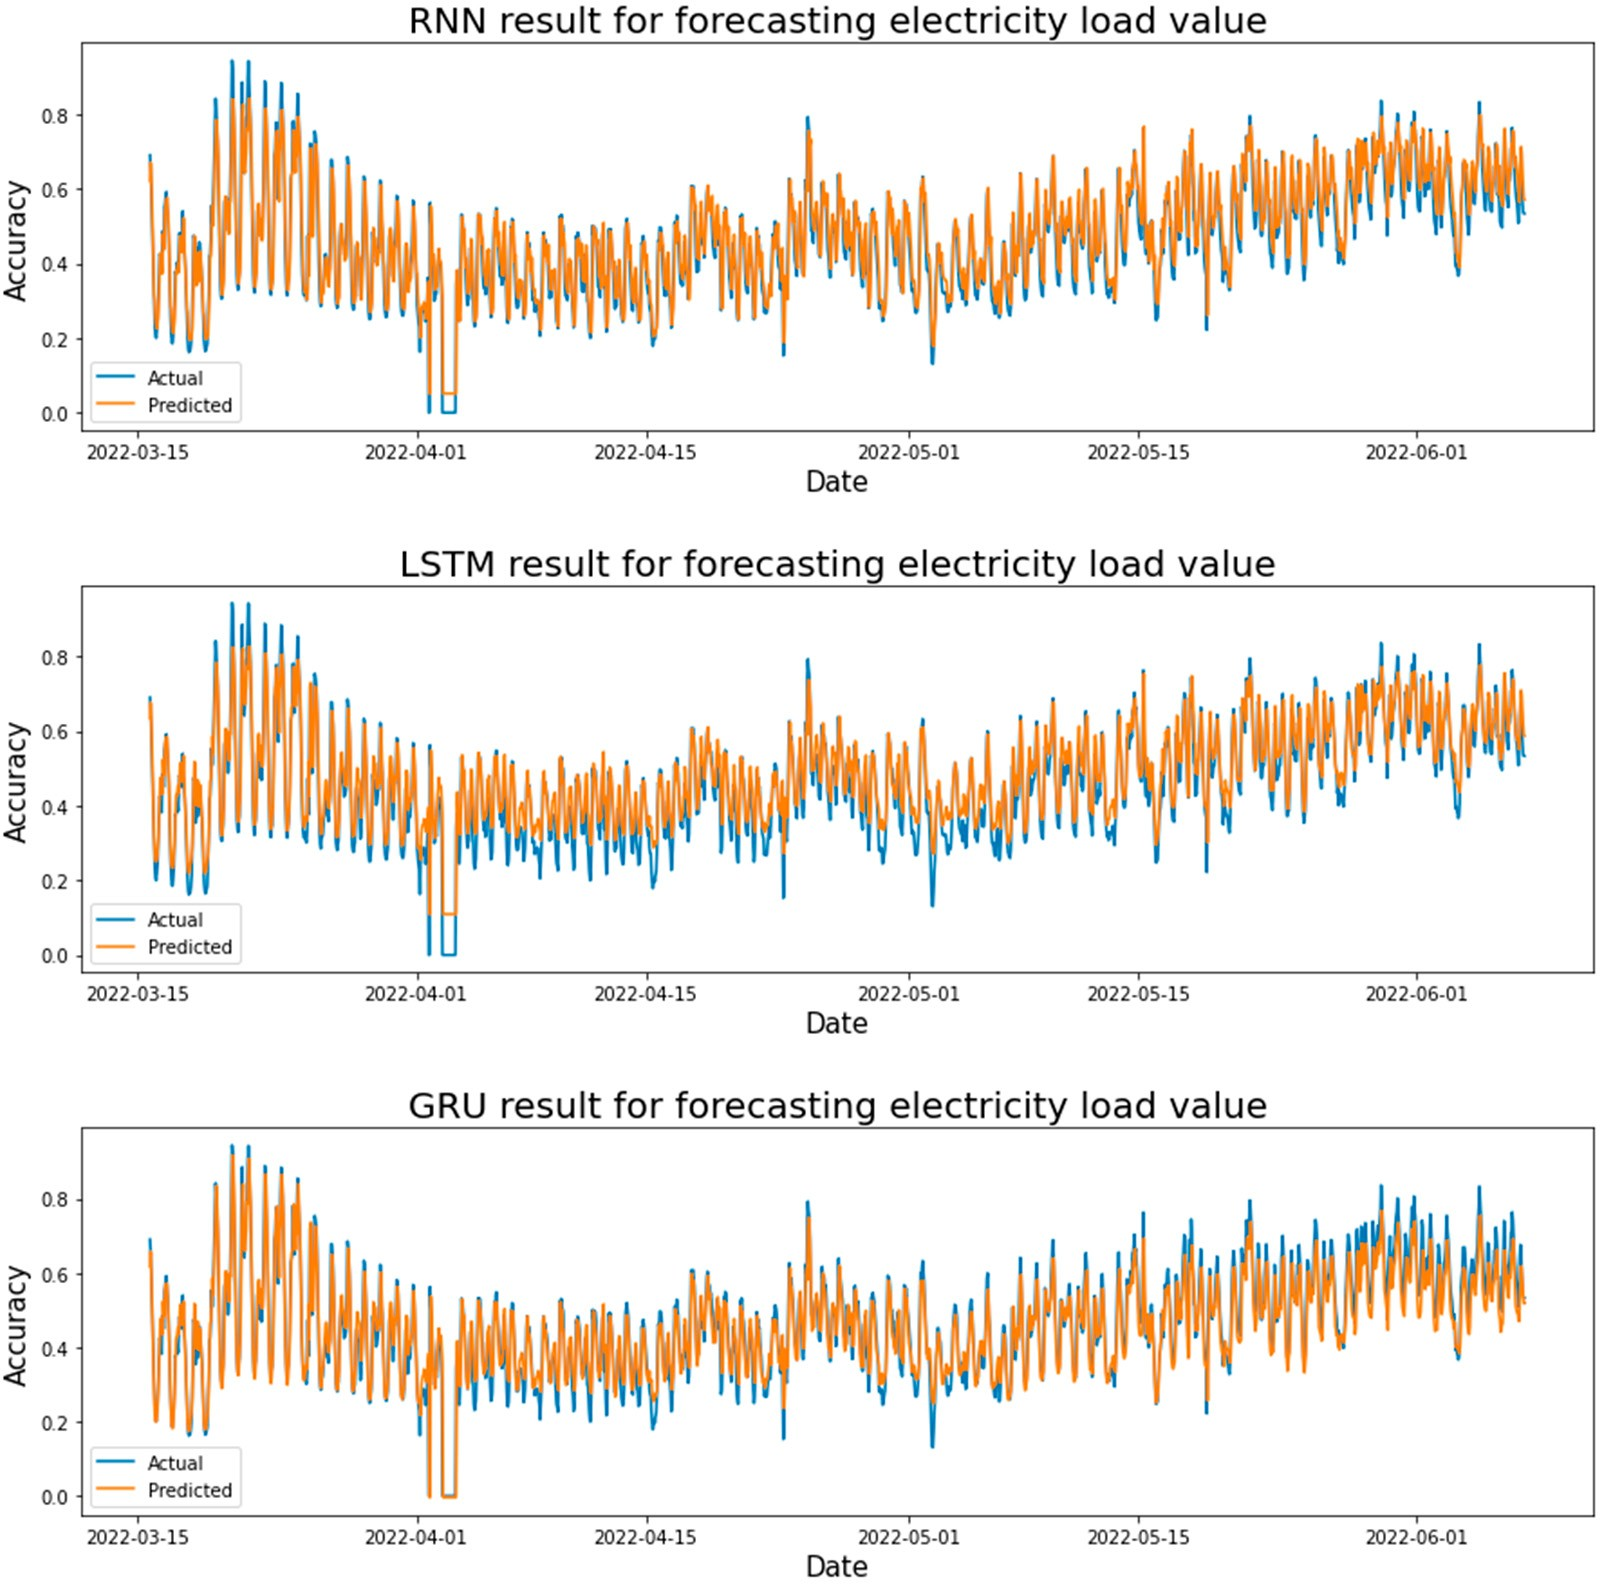 RNN result for forecasting electricity load value
Accuracy
0.8
0.6
0.4
0.2
0.0
Actual
Predicted
2022-03-15 2022-04-01 2022-04-15 2022-05-01 2022-05-15 2022-06-01
Date
LSTM result for forecasting electricity load value
Accuracy
0.8
0.6
0.4
0.2
0.0
Actual
Predicted
2022-03-15 2022-04-01 2022-04-15 2022-05-01 2022-05-15 2022-06-01
Date
GRU result for forecasting electricity load value
Accuracy
0.8
0.6
0.4
0.2
0.0
Actual
Predicted
2022-03-15 2022-04-01 2022-04-15 2022-05-01 2022-05-15 2022-06-01
Date